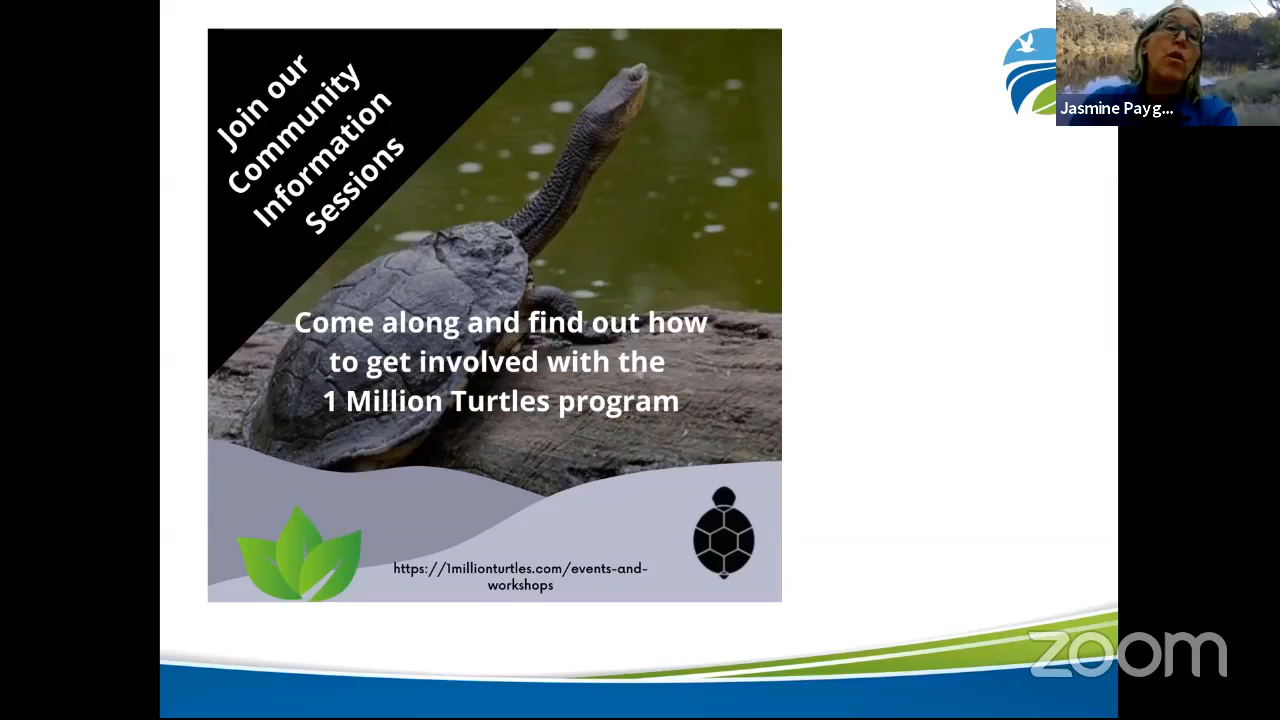 Join our
Community
Information
Sessions
Jasmine Payg...
Come along and find out how
to get involved with the
1 Million Turtles program
https://1millionturtles.com/events-and-
workshops
zoom